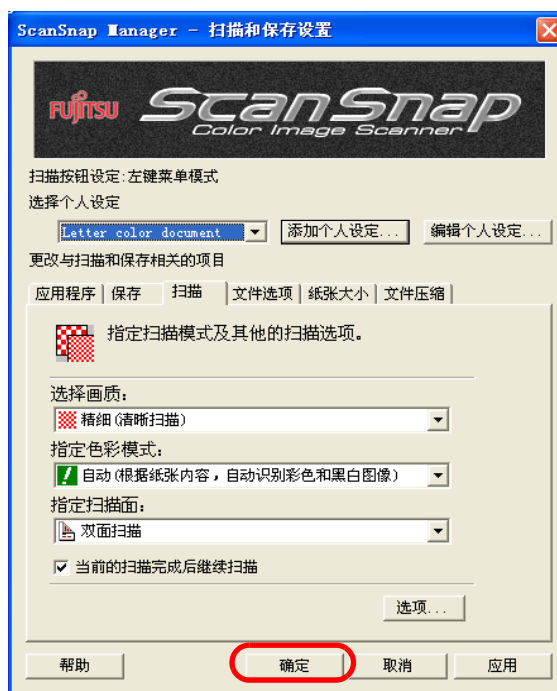 ScanSnap Manager - 扫描和保存设置
FUJITSU ScanSnap
Color Image Scanner
扫描按钮设定:左键菜单模式
选择个人设定
Letter color document 添加个人设定... 编辑个人设定...
更改与扫描和保存相关的项目
应用程序 保存 扫描 文件选项 纸张大小 文件压缩
指定扫描模式及其他的扫描选项。
选择画质:
精细(清晰扫描)
指定色彩模式:
自动(根据纸张内容,自动识别彩色和黑白图像)
指定扫描面:
双面扫描
当前的扫描完成后继续扫描
选项...
帮助 确定 取消 应用